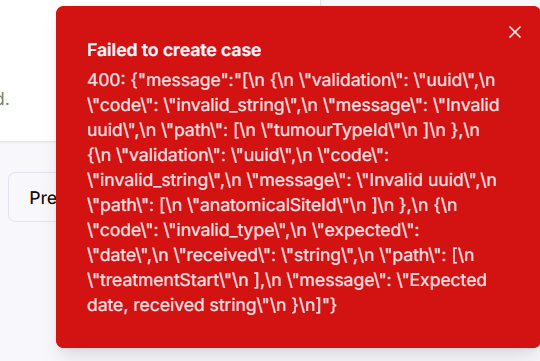 Failed to create case
400: {"message":"[\n {\n \"validation\": \"uuid\",\n
\"code\": \"invalid_string\",\n \"message\": \"Invalid
uuid\",\n \"path\": [\n \"tumourTypeId\"\n ]\n },\n
{\n \"validation\": \"uuid\",\n \"code\":
\"invalid_string\",\n \"message\": \"Invalid uuid\",\n
\"path\": [\n \"anatomicalSiteId\"\n ]\n },\n {\n
\"code\": \"invalid_type\",\n \"expected\":
\"date\",\n \"received\": \"string\",\n \"path\": [\n
\"treatmentStart\"\n ],\n \"message\": \"Expected
date, received string\"\n }\n]"}
d.
Pre